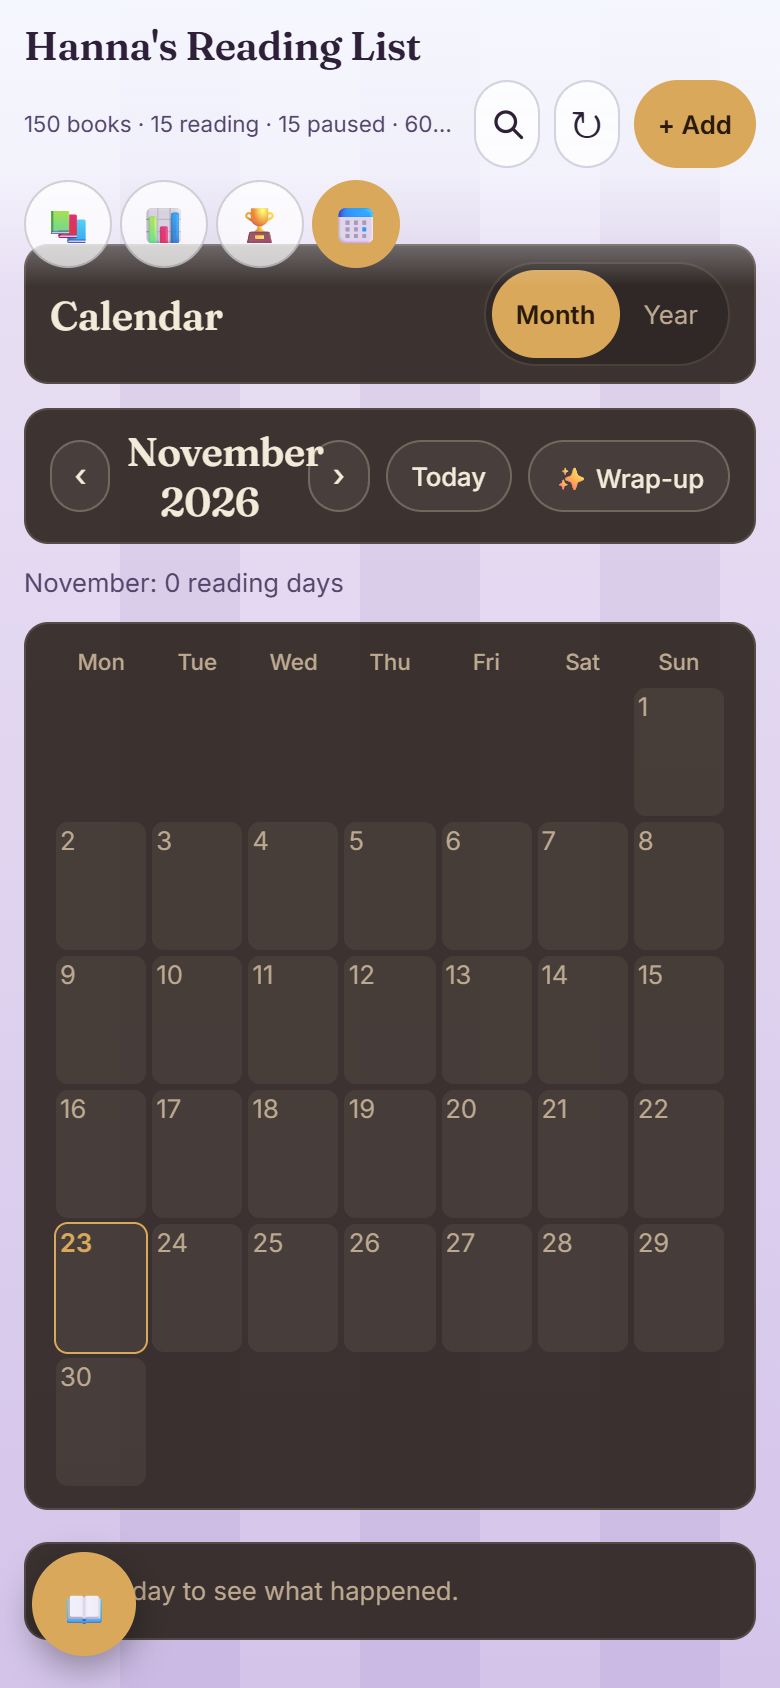 Hanna's Reading List
150 books · 15 reading · 15 paused · 60...
+ Add
Calendar
Month
Year
‹
November
2026
›
Today
Wrap-up
November: 0 reading days
Mon Tue Wed Thu Fri Sat Sun
1
2 3 4 5 6 7 8
9 10 11 12 13 14 15
16 17 18 19 20 21 22
23 24 25 26 27 28 29
30
day to see what happened.